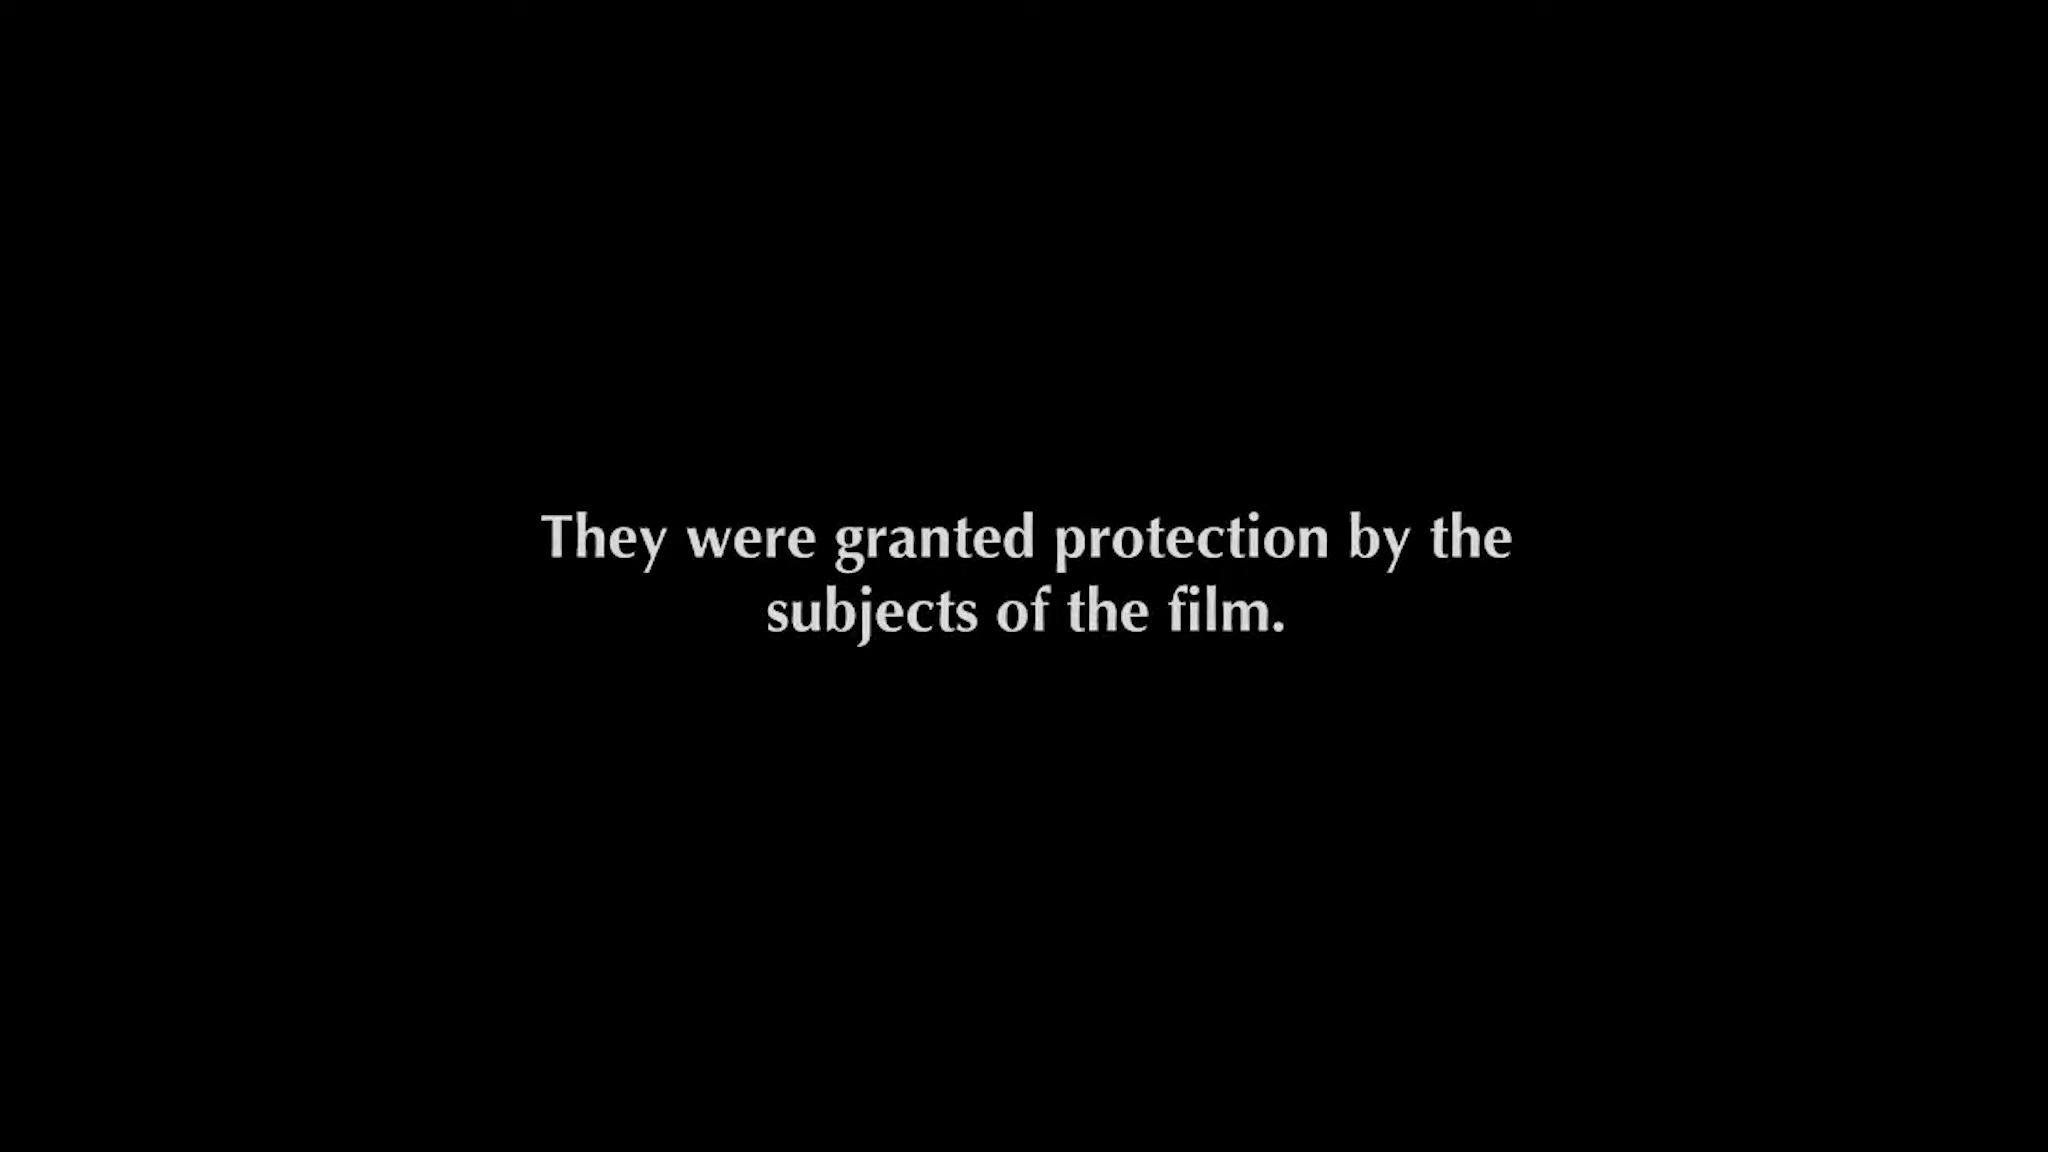 They were granted protection by the
subjects of the film.